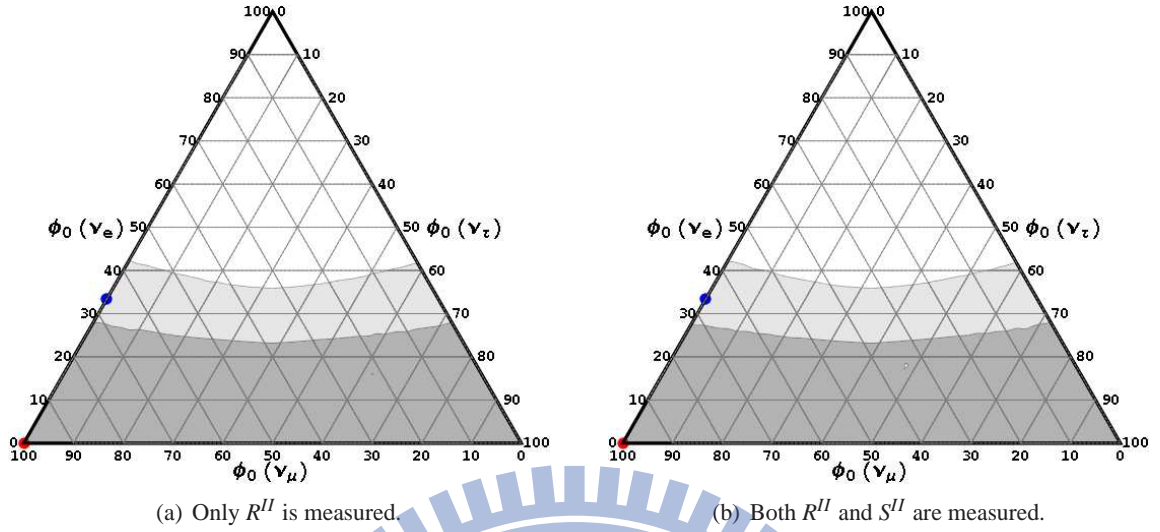 100 0 100 0
90 10 90 10
80 20 80 20
70 30 70 30
60 40 60 40
ϕ₀ (νₑ) 50 50 ϕ₀ (ν_τ) ϕ₀ (νₑ) 50 50 ϕ₀ (ν_τ)
40 60 40 60
30 70 30 70
20 80 20 80
10 90 10 90
0 100 0 100
100 90 80 70 60 50 40 30 20 10 0 100 90 80 70 60 50 40 30 20 10 0
ϕ₀ (ν_μ) ϕ₀ (ν_μ)
(a) Only R^II is measured. (b) Both R^II and S^II are measured.